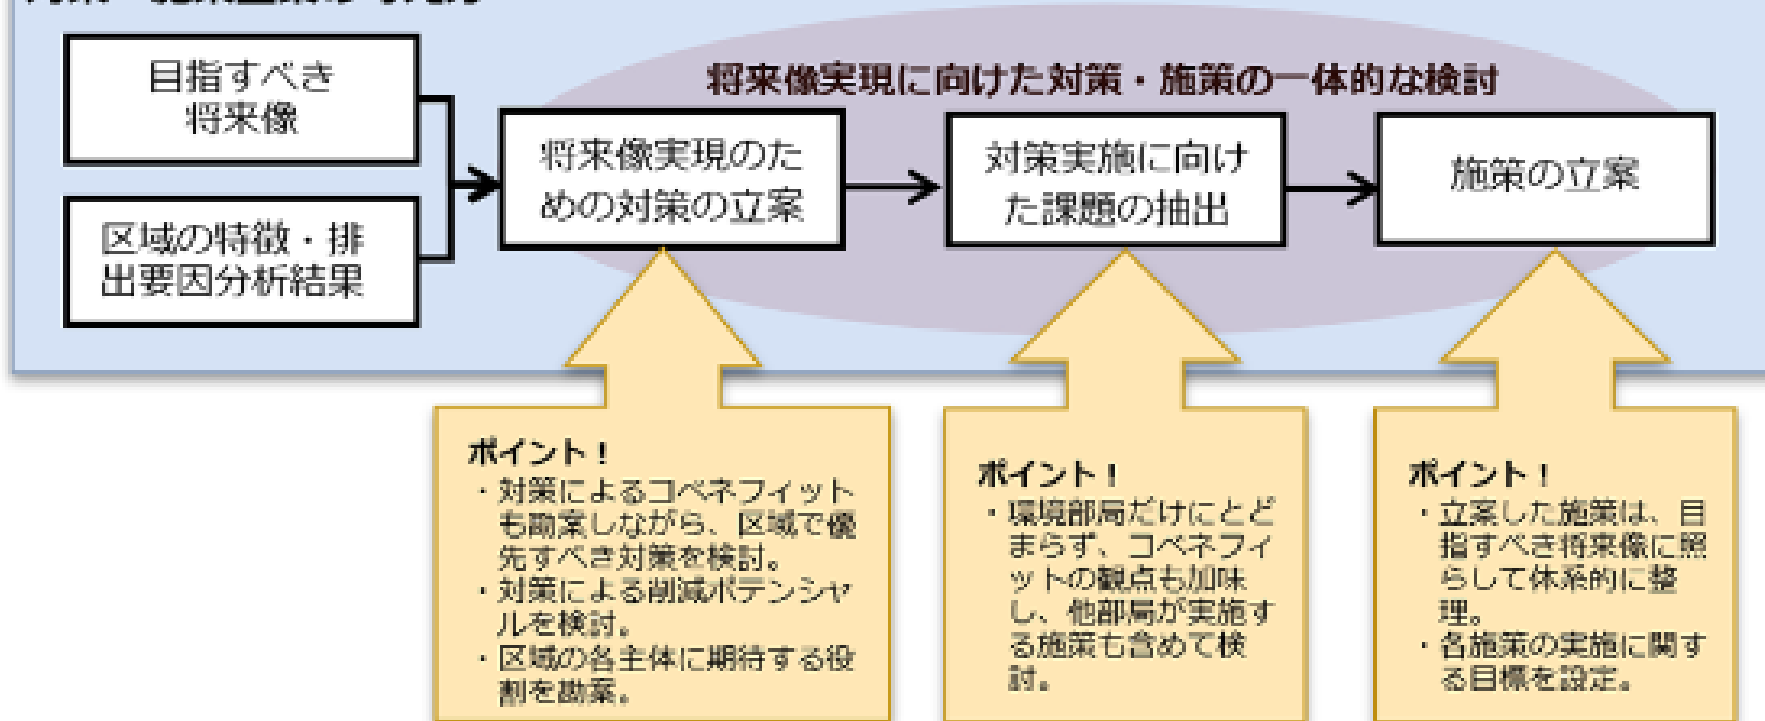 将来像実現に向けた対策・施策の一体的な検討
目指すべき
将来像
区域の特徴・排
出要因分析結果
将来像実現のた
めの対策の立案
対策実施に向け
た課題の抽出
施策の立案
ポイント！
・対策によるコベネフィット
も勘案しながら、区域で優
先すべき対策を検討。
・対策による削減ポテンシャ
ルを検討。
・区域の各主体に期待する役
割を勘案。
ポイント！
・環境部局だけにとど
まらず、コベネフィ
ットの観点も加味
し、他部局が実施す
る施策も含めて検
討。
ポイント！
・立案した施策は、目
指すべき将来像に照
らして体系的に整
理。
・各施策の実施に関す
る目標を設定。